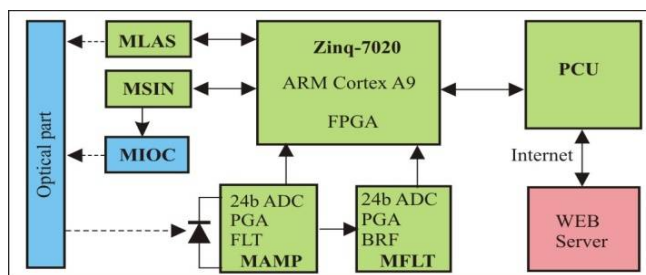 Optical part
MLAS
MSIN
MIOC
Zinq-7020
ARM Cortex A9
FPGA
PCU
Internet
WEB
Server
24b ADC
PGA
FLT
MAMP
24b ADC
PGA
BRF
MFLT